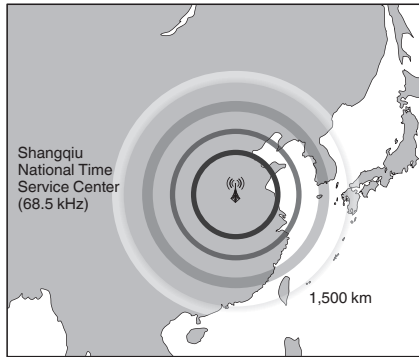 Shangqiu
National Time
Service Center
(68.5 kHz)
1,500 km